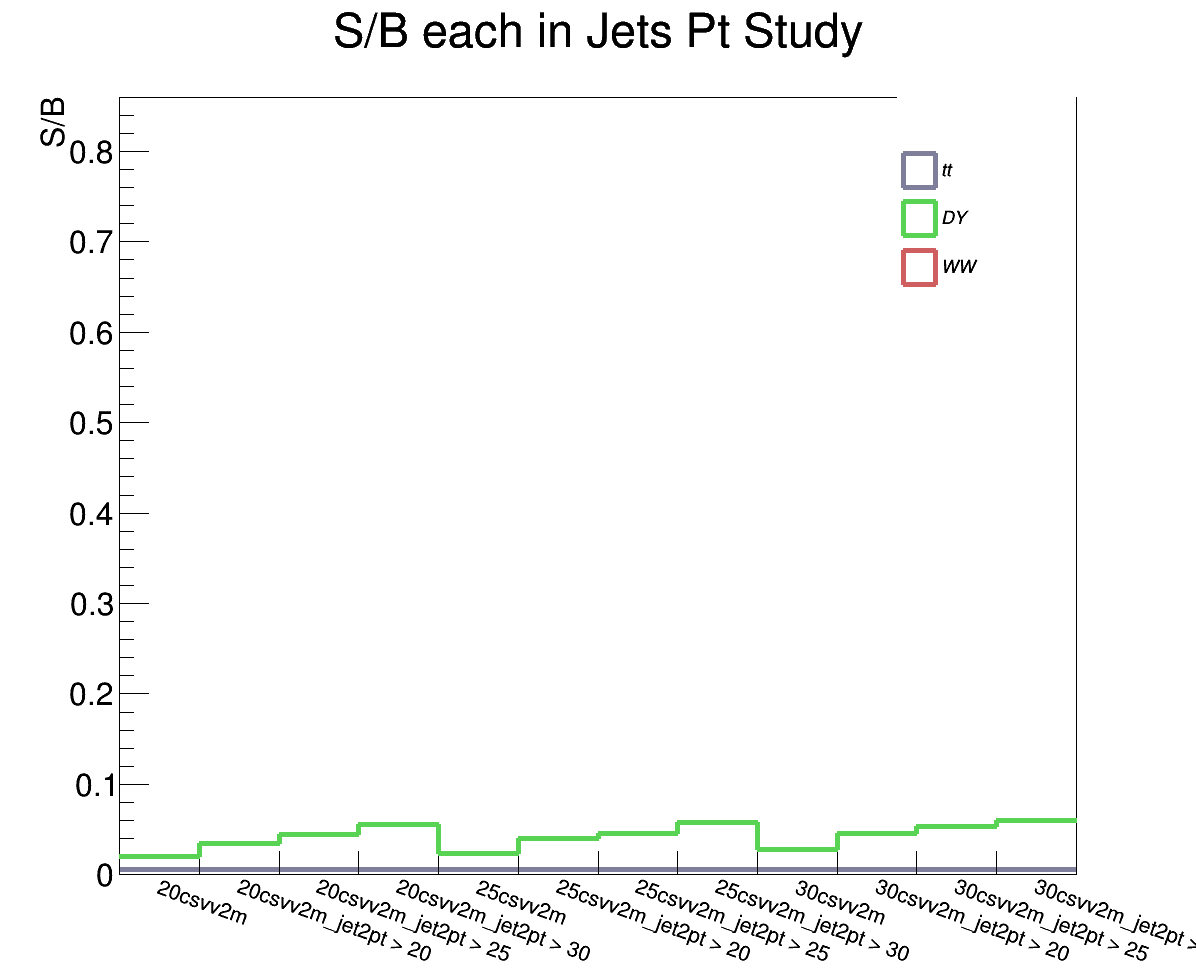 S/B each in Jets Pt Study
S/B
0.8
0.7
0.6
0.5
0.4
0.3
0.2
0.1
0
tt
DY
WW
20csvv2m
20csvv2m_jet2pt > 20
20csvv2m_jet2pt > 25
20csvv2m_jet2pt > 30
25csvv2m
25csvv2m_jet2pt > 20
25csvv2m_jet2pt > 25
25csvv2m_jet2pt > 30
30csvv2m
30csvv2m_jet2pt > 20
30csvv2m_jet2pt > 25
30csvv2m_jet2pt >